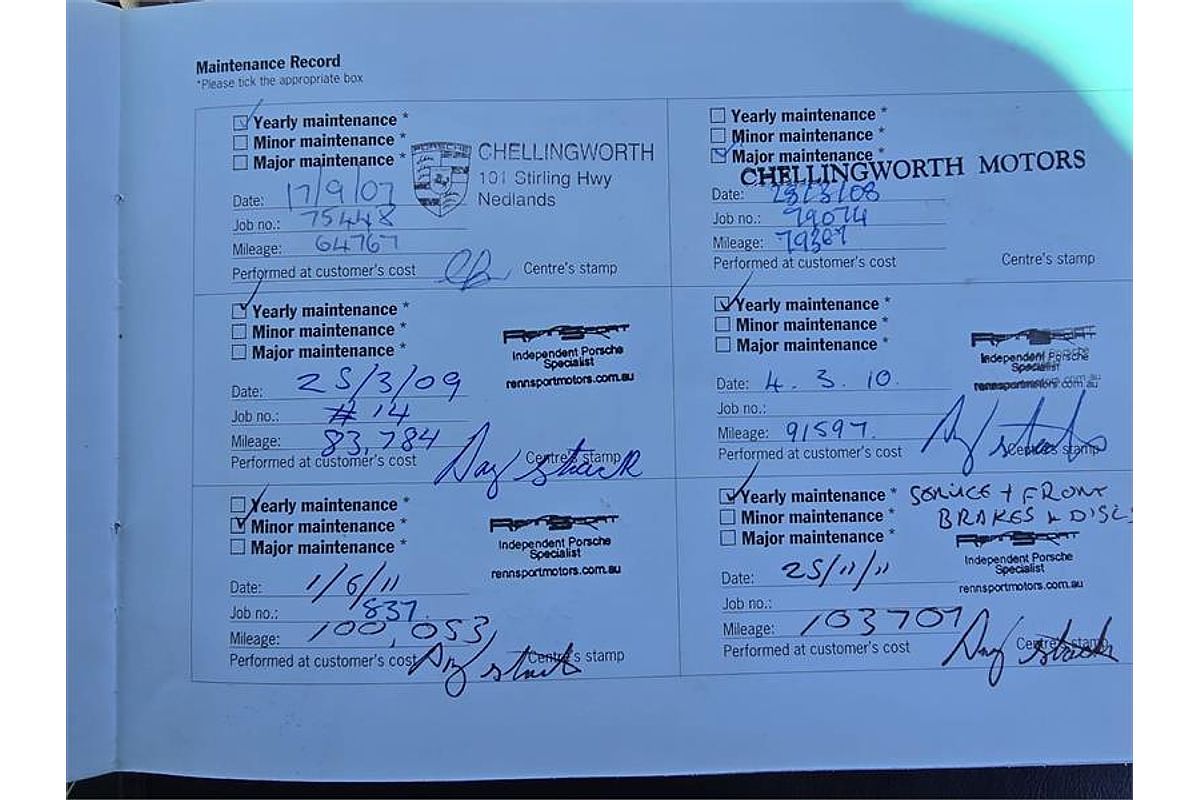 Maintenance Record
*Please tick the appropriate box
Yearly maintenance *
Minor maintenance *
Major maintenance *
CHELLINGWORTH
101 Stirling Hwy
Nedlands
Date: 17/9/07
Job no.: 75448
Mileage: 64767
Performed at customer's cost
Centre's stamp
Yearly maintenance *
Minor maintenance *
Major maintenance *
CHELLINGWORTH MOTORS
Date: /08
Job no.: 79074
Mileage: 79367
Performed at customer's cost
Centre's stamp
Yearly maintenance *
Minor maintenance *
Major maintenance *
RennSport
Independent Porsche
Specialist
rennsportmotors.com.au
Date: 25/3/09
Job no.: # 14
Mileage: 83,784
Performed at customer's cost
Centre's stamp
Yearly maintenance *
Minor maintenance *
Major maintenance *
RennSport
Independent Porsche
Specialist
rennsportmotors.com.au
Date: 4.3.10.
Job no.:
Mileage: 91597.
Performed at customer's cost
Centre's stamp
Yearly maintenance *
Minor maintenance *
Major maintenance *
RennSport
Independent Porsche
Specialist
rennsportmotors.com.au
Date: 1/6/11
Job no.: 837.
Mileage: 100,053
Performed at customer's cost
Centre's stamp
Yearly maintenance *
Minor maintenance *
Major maintenance *
SERVICE + FRONT
BRAKES & DISCS
RennSport
Independent Porsche
Specialist
rennsportmotors.com.au
Date: 25/11/11
Job no.:
Mileage: 103707
Performed at customer's cost
Centre's stamp